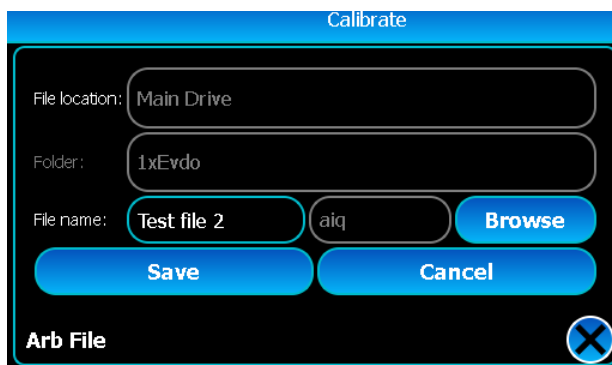 Calibrate
File location: Main Drive
Folder: 1xEvdo
File name: Test file 2 aiq Browse
Save Cancel
Arb File